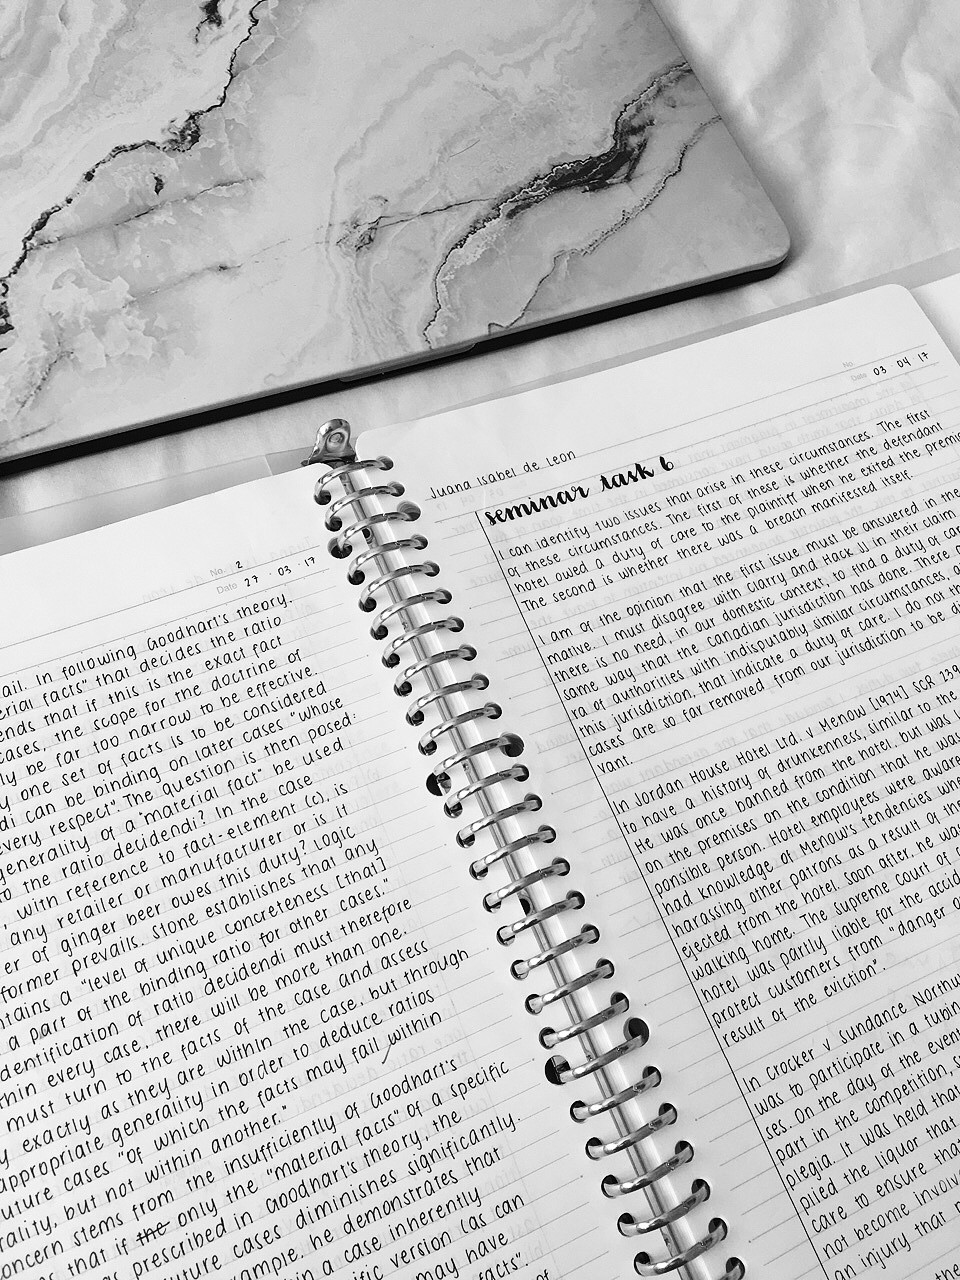 No. 2
Date 27 · 03 · 17
ail. In following Goodhart's theory,
erial facts" that decides the ratio
ends that if this is the exact fact
cases, the scope for the doctrine of
ly be far too narrow to be effective.
y one set of facts is to be considered
di can be binding on later cases "whose
every respect". The question is then posed:
generality of a "material fact" be used
o the ratio decidendi? In the case
with reference to fact-element (c), is
'any retailer or manufacturer or is it
er of ginger beer owes this duty? Logic
former prevails. Stone establishes that any
ntains a "level of unique concreteness [that]
a part of the binding ratio for other cases."
dentification of ratio decidendi must therefore
thin every case, there will be more than one.
must turn to the facts of the case and assess
y exactly as they are within the case, but through
appropriate generality in order to deduce ratios
uture cases "of which the facts may fall within
rality, but not within another."
oncern stems from the insufficiently of Goodhart's
s that if the only the "material facts" of a specific
as prescribed in Goodhart's theory, the
future cases diminishes significantly.
xample, he demonstrates that
in a case inherently
ific version (as can
may have
facts".
of
No.
Date 03 04 17
Juana Isabel de Leon
seminar task 6
I can identify two issues that arise in these circumstances. The first
of these circumstances. The first of these is whether the defendant
hotel owed a duty of care to the plaintiff when he exited the premi
The second is whether there was a breach manifested itself.
I am of the opinion that the first issue must be answered in the
mative. I must disagree with Clarry and Mack JJ in their claim
there is no need, in our domestic context, to find a duty of car
same way that the Canadian jurisdiction has done. There a
ra of authorities with indisputably similar circumstances, a
this jurisdiction, that indicate a duty of care. I do not th
cases are so far removed from our jurisdiction to be di
vant.
In Jordan House Hotel Ltd. v Menow [1974] SCR 239
to have a history of drunkenness, similar to the
He was once banned from the hotel, but was l
on the premises on the condition that he was
ponsible person. Hotel employees were aware
had knowledge of Menow's tendencies whe
harassing other patrons as a result of the
ejected from the hotel. Soon after, he wa
walking home. The Supreme Court of C
hotel was partly liable for the accid
protect customers from "danger a
result of the eviction".
In Crocker v Sundance Northw
was to participate in a tubin
ses. On the day of the event
part in the competition, s
plegia. It was held that
plied the liquor that
care to ensure that
not become involv
an injury that r
the